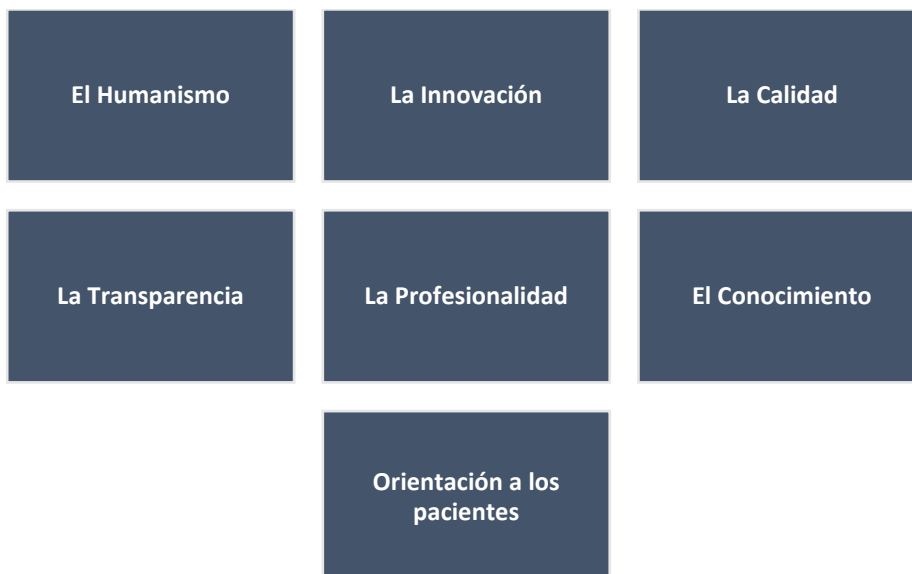 El Humanismo
La Innovación
La Calidad
La Transparencia
La Profesionalidad
El Conocimiento
Orientación a los
pacientes